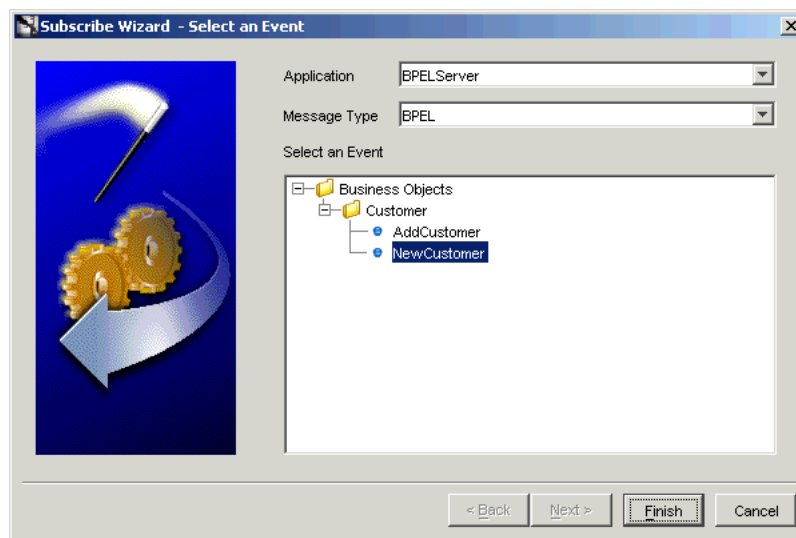 Subscribe Wizard - Select an Event
Application BPELServer
Message Type BPEL
Select an Event
Business Objects
Customer
AddCustomer
NewCustomer
< Back Next > Finish Cancel